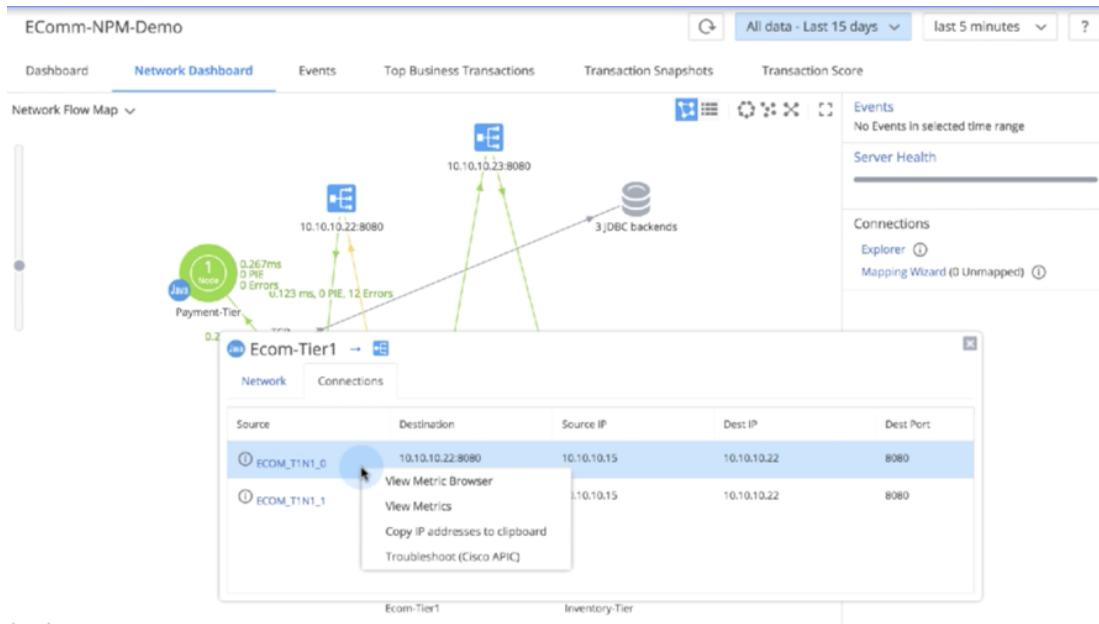 EComm-NPM-Demo
All data - Last 15 days
last 5 minutes
?
Dashboard
Network Dashboard
Events
Top Business Transactions
Transaction Snapshots
Transaction Score
Network Flow Map
Events
No Events in selected time range
Server Health
Connections
Explorer
Mapping Wizard (0 Unmapped)
10.10.10.23:8080
10.10.10.22:8080
3 JDBC backends
1
Node
Java
0.267ms
0 PIE
0 Errors
0.123 ms, 0 PIE, 12 Errors
Payment-Tier
Java
Ecom-Tier1 →
Network
Connections
Source
Destination
Source IP
Dest IP
Dest Port
ECOM_T1N1_0
10.10.10.22:8080
10.10.10.15
10.10.10.22
8080
ECOM_T1N1_1
.10.10.15
10.10.10.22
8080
View Metric Browser
View Metrics
Copy IP addresses to clipboard
Troubleshoot (Cisco APIC)
Ecom-Tier1
Inventory-Tier